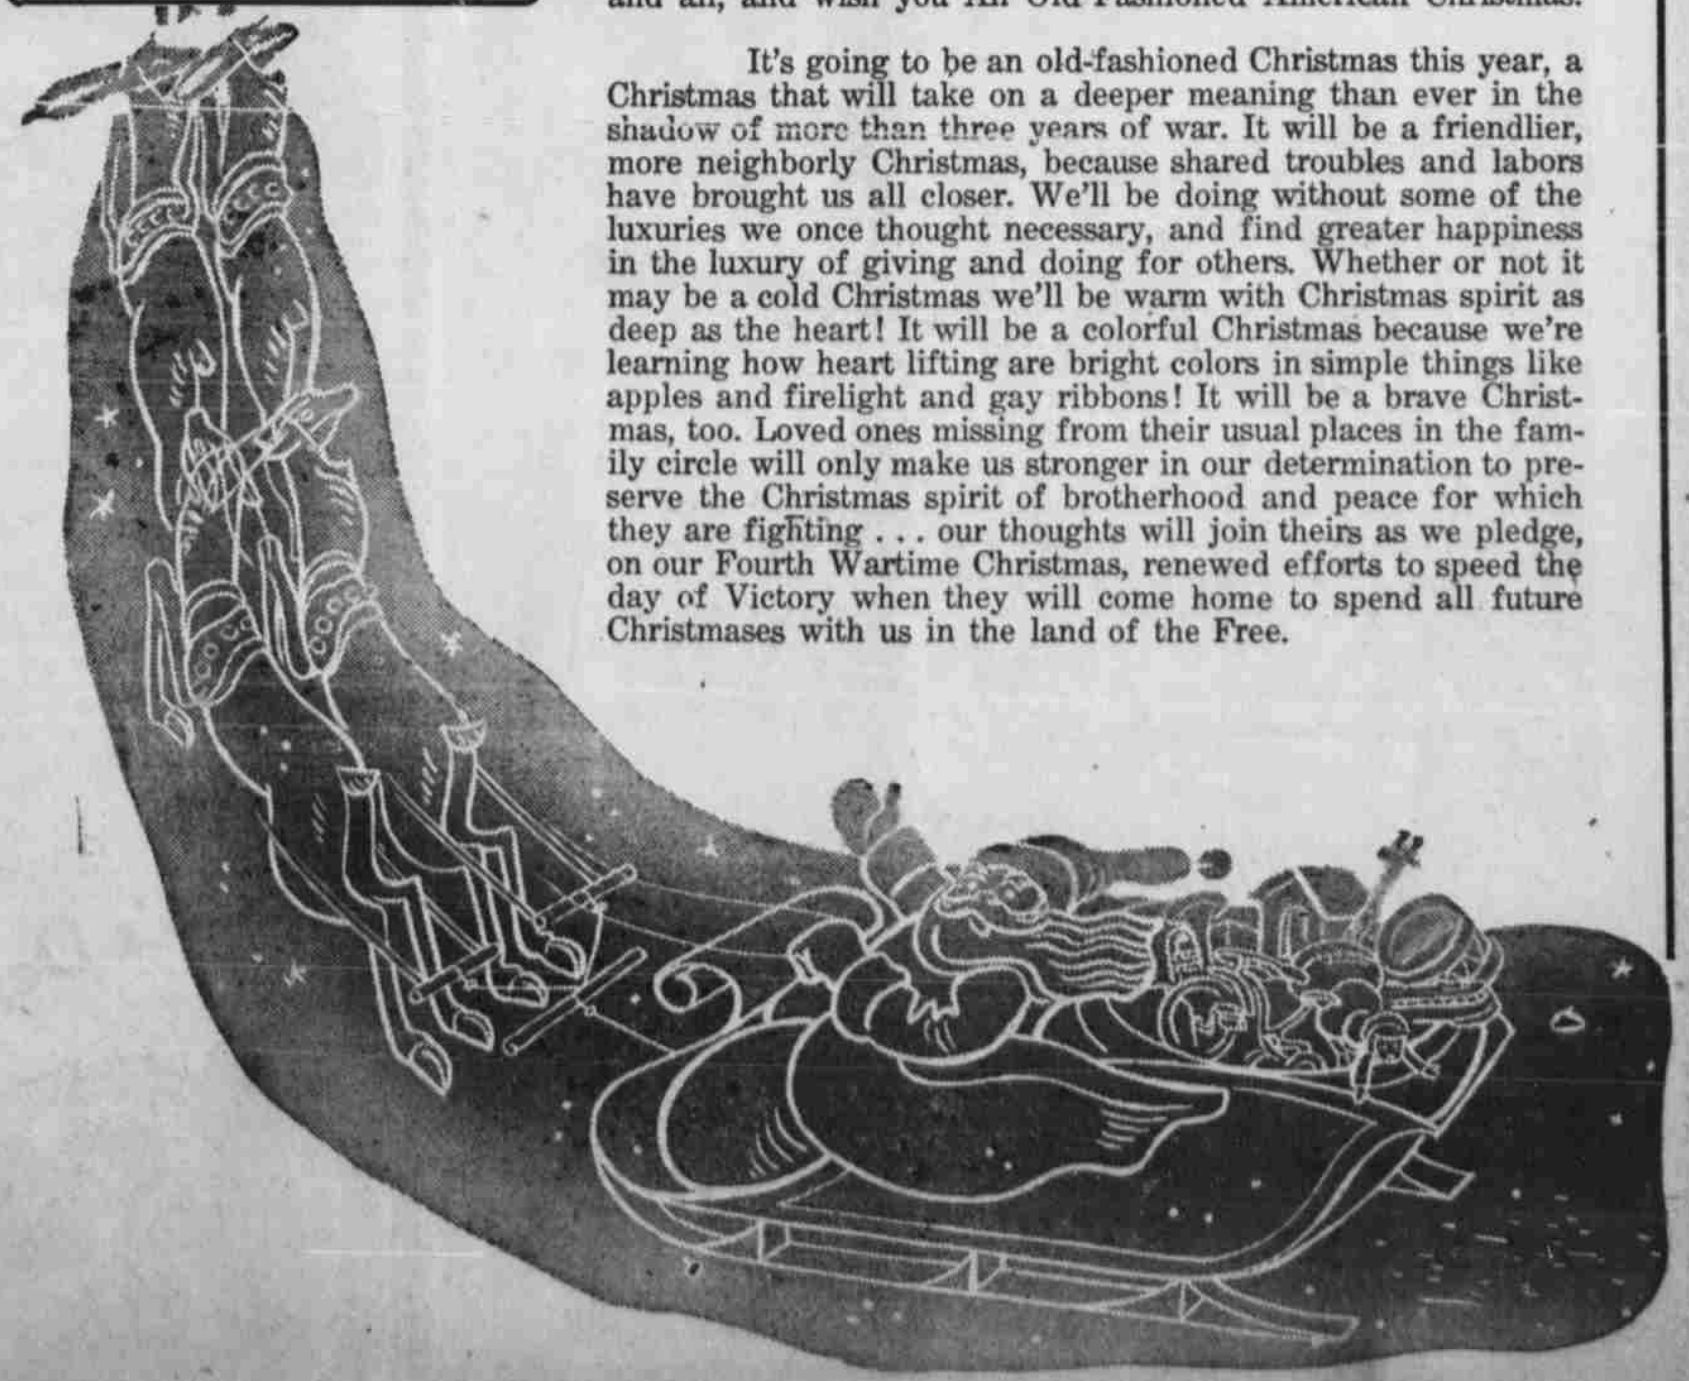 and all, and wish you An Old-Fashioned American Christmas.
It's going to be an old-fashioned Christmas this year, a
Christmas that will take on a deeper meaning than ever in the
shadow of more than three years of war. It will be a friendlier,
more neighborly Christmas, because shared troubles and labors
have brought us all closer. We'll be doing without some of the
luxuries we once thought necessary, and find greater happiness
in the luxury of giving and doing for others. Whether or not it
may be a cold Christmas we'll be warm with Christmas spirit as
deep as the heart! It will be a colorful Christmas because we're
learning how heart lifting are bright colors in simple things like
apples and firelight and gay ribbons! It will be a brave Christ-
mas, too. Loved ones missing from their usual places in the fam-
ily circle will only make us stronger in our determination to pre-
serve the Christmas spirit of brotherhood and peace for which
they are fighting . . . our thoughts will join theirs as we pledge,
on our Fourth Wartime Christmas, renewed efforts to speed the
day of Victory when they will come home to spend all future
Christmases with us in the land of the Free.